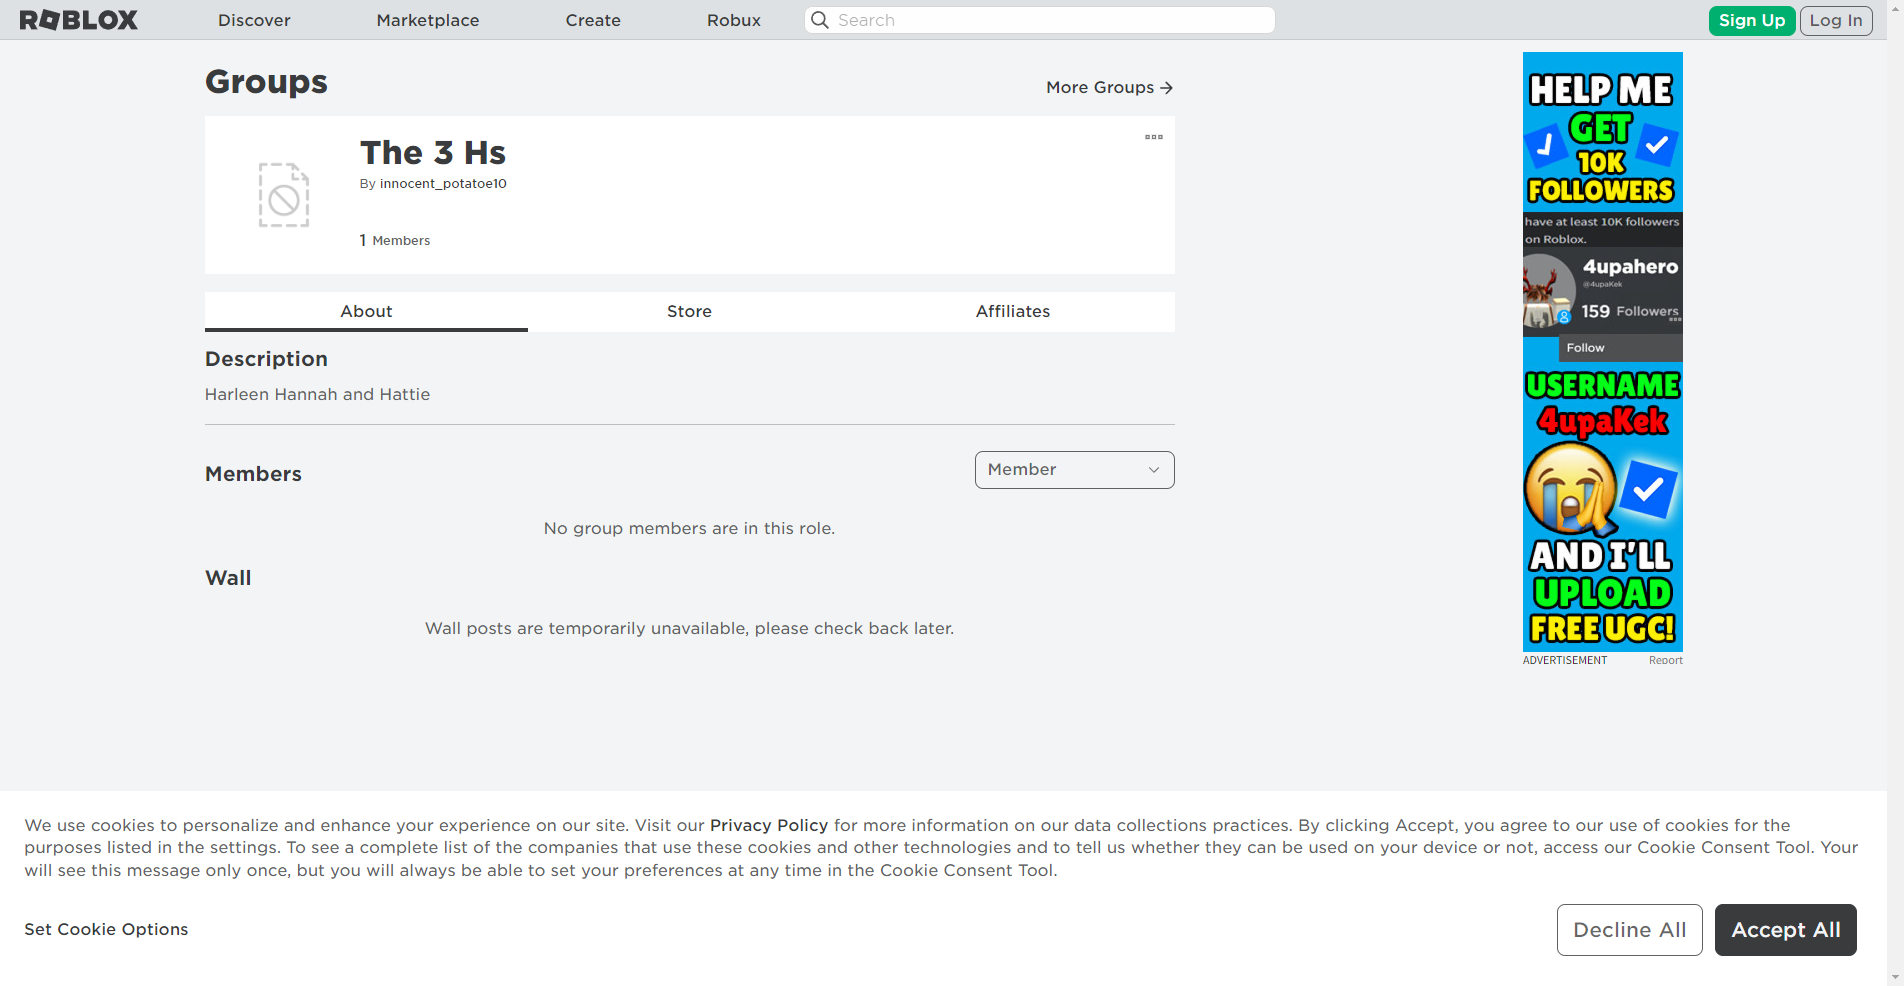 ROBLOX
Discover
Marketplace
Create
Robux
Search
Sign Up
Log In
Groups
More Groups →
The 3 Hs
By innocent_potatoe10
1 Members
About
Store
Affiliates
Description
Harleen Hannah and Hattie
Members
Member
No group members are in this role.
Wall
Wall posts are temporarily unavailable, please check back later.
HELP ME
GET
10K
FOLLOWERS
have at least 10K followers
on Roblox.
4upahero
@4upaKek
159 Followers
Follow
USERNAME
4upaKek
AND I'LL
UPLOAD
FREE UGC!
ADVERTISEMENT
Report
We use cookies to personalize and enhance your experience on our site. Visit our Privacy Policy for more information on our data collections practices. By clicking Accept, you agree to our use of cookies for the
purposes listed in the settings. To see a complete list of the companies that use these cookies and other technologies and to tell us whether they can be used on your device or not, access our Cookie Consent Tool. Your
will see this message only once, but you will always be able to set your preferences at any time in the Cookie Consent Tool.
Set Cookie Options
Decline All
Accept All